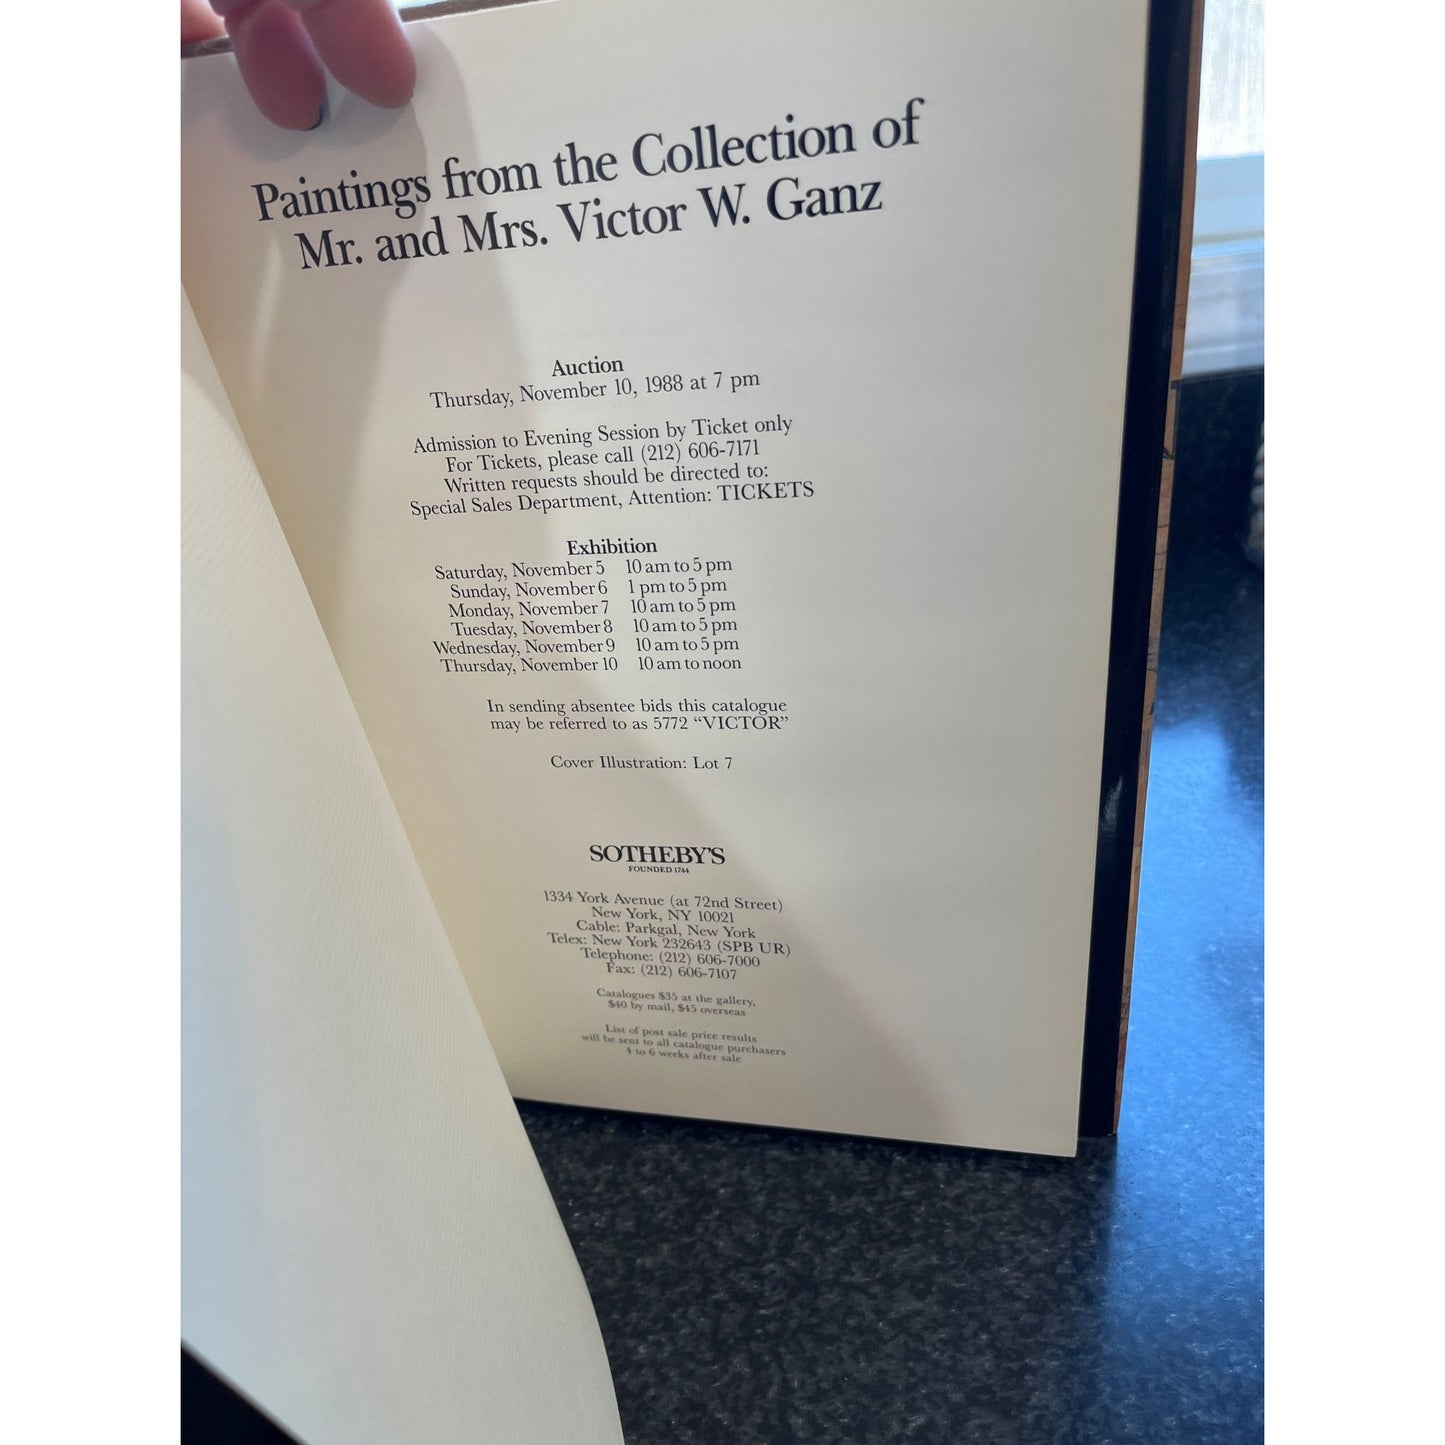 Paintings from the Collection of
Mr. and Mrs. Victor W. Ganz
Auction
Thursday, November 10, 1988 at 7 pm
Admission to Evening Session by Ticket only
For Tickets, please call (212) 606-7171
Written requests should be directed to:
Special Sales Department, Attention: TICKETS
Exhibition
Saturday, November 5 10 am to 5 pm
Sunday, November 6 1 pm to 5 pm
Monday, November 7 10 am to 5 pm
Tuesday, November 8 10 am to 5 pm
Wednesday, November 9 10 am to 5 pm
Thursday, November 10 10 am to noon
In sending absentee bids this catalogue
may be referred to as 5772 “VICTOR”
Cover Illustration: Lot 7
SOTHEBY'S
FOUNDED 1744
1334 York Avenue (at 72nd Street)
New York, NY 10021
Cable: Parkgal, New York
Telex: New York 232643 (SPB UR)
Telephone: (212) 606-7000
Fax: (212) 606-7107
Catalogues $35 at the gallery,
$40 by mail, $45 overseas
List of post sale price results
will be sent to all catalogue purchasers
4 to 6 weeks after sale